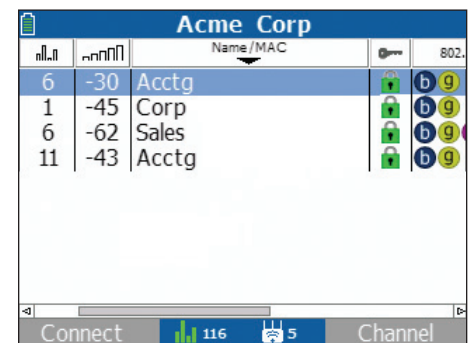 Acme Corp
Name/MAC 802.
6 -30 Acctg b g
1 -45 Corp b g
6 -62 Sales b g
11 -43 Acctg b g
Connect 116 5 Channel